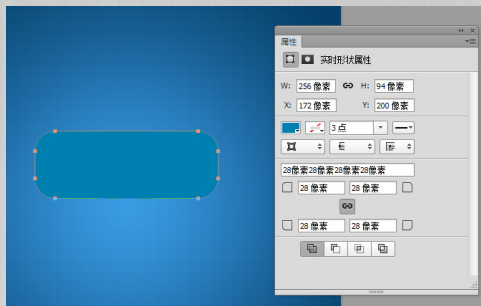 属性
实时形状属性
W: 256 像素 H: 94 像素
X: 172 像素 Y: 200 像素
3 点
28像素28像素28像素28像素
28 像素 28 像素
28 像素 28 像素